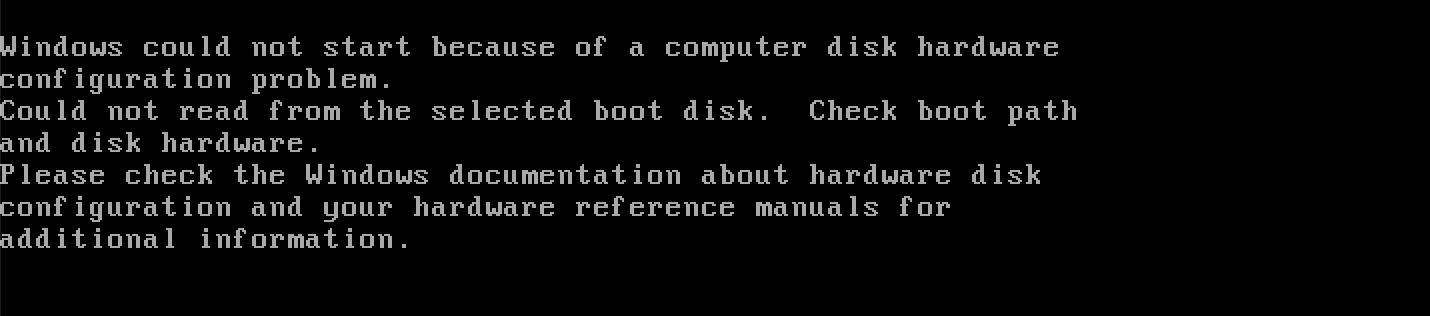 Windows could not start because of a computer disk hardware
configuration problem.
Could not read from the selected boot disk.  Check boot path
and disk hardware.
Please check the Windows documentation about hardware disk
configuration and your hardware reference manuals for
additional information.